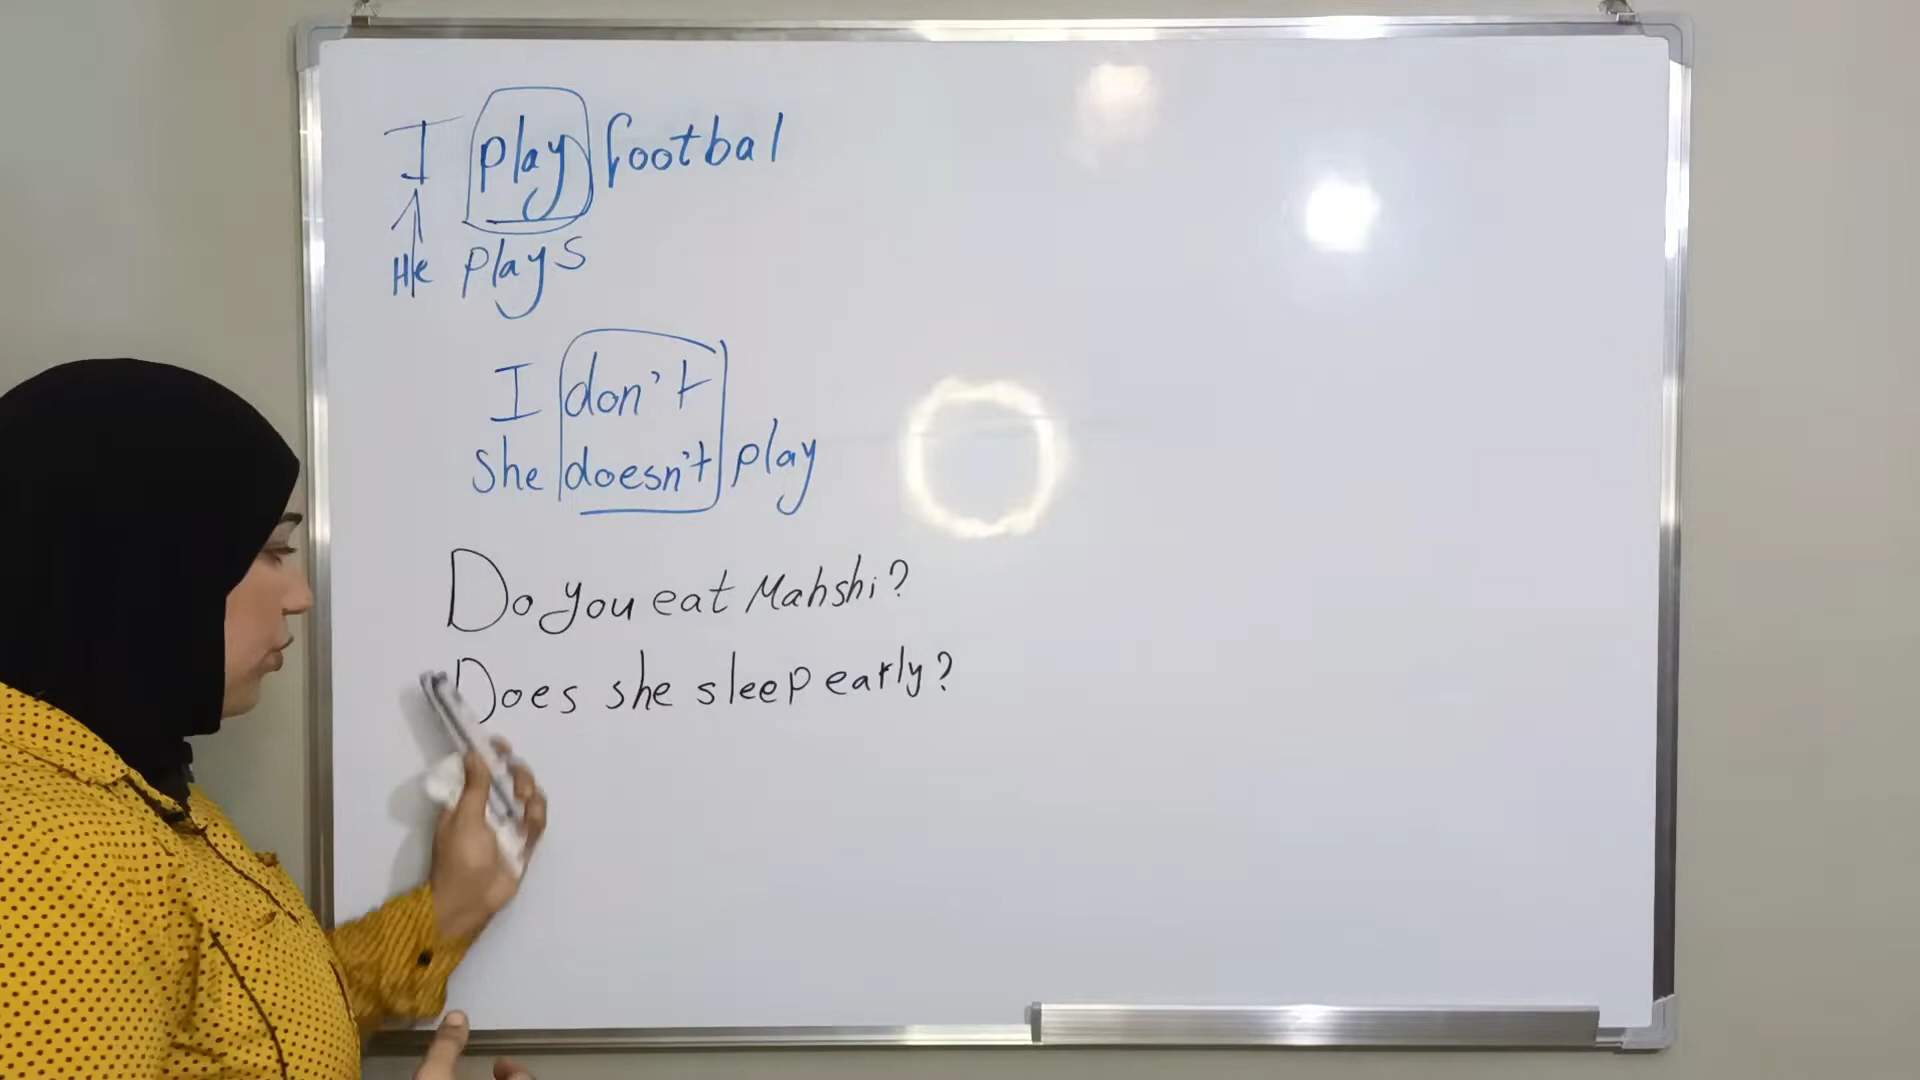 I play footbal
He plays
I don't
She doesn't play
Do you eat Mahshi?
Does she sleep early?